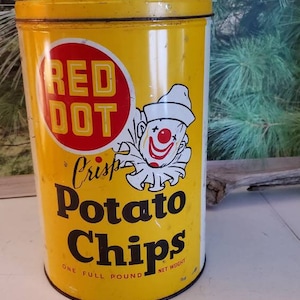 RED
DOT
Crisp
Potato
Chips
ONE FULL POUND NET WEIGHT